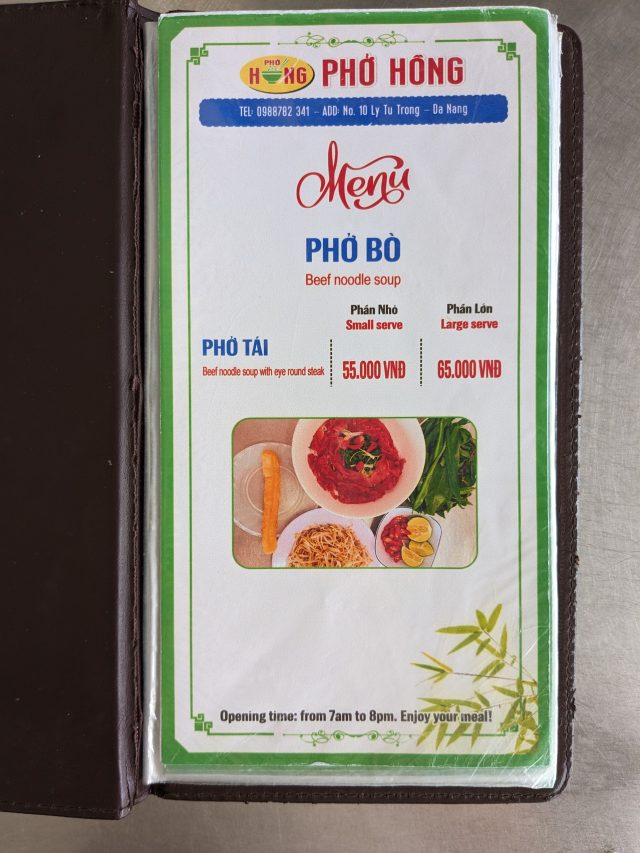 PHỞ
HỒNG
PHỞ HỒNG
TEL: 0988782 341 - ADD: No. 10 Ly Tu Trong - Da Nang
Menu
PHỞ BÒ
Beef noodle soup
Phần Nhỏ Phần Lớn
Small serve Large serve
PHỞ TÁI
Beef noodle soup with eye round steak 55.000 VNĐ 65.000 VNĐ
Opening time: from 7am to 8pm. Enjoy your meal!